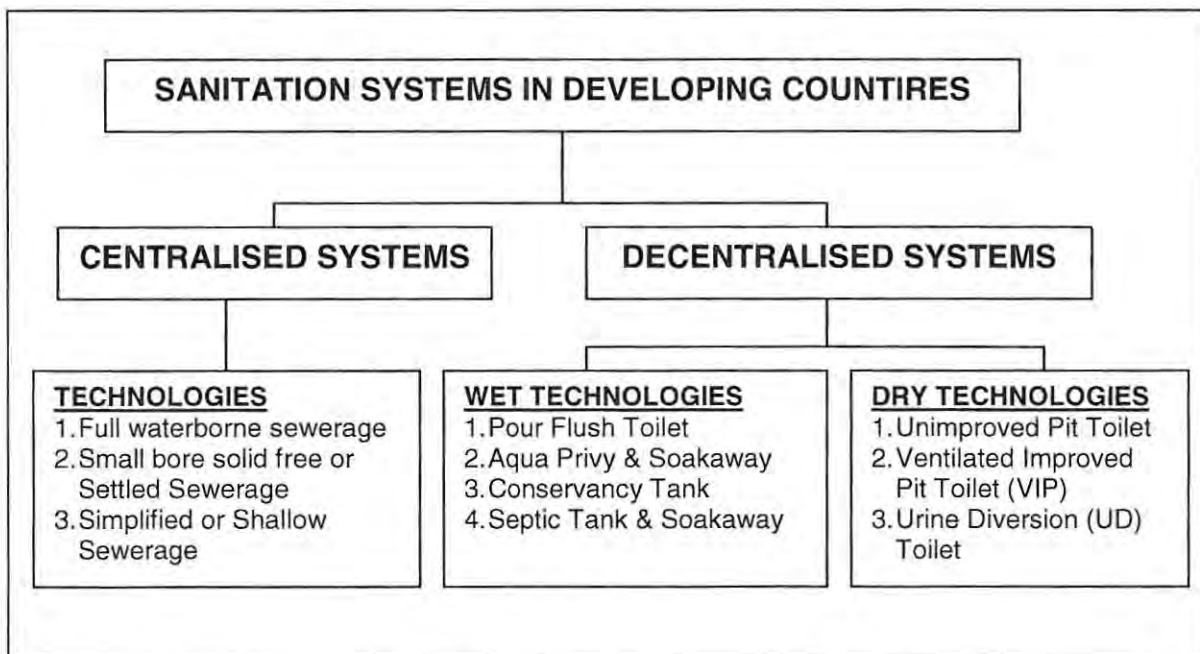 SANITATION SYSTEMS IN DEVELOPING COUNTIRES
CENTRALISED SYSTEMS
DECENTRALISED SYSTEMS
TECHNOLOGIES
1. Full waterborne sewerage
2. Small bore solid free or
Settled Sewerage
3. Simplified or Shallow
Sewerage
WET TECHNOLOGIES
1. Pour Flush Toilet
2. Aqua Privy & Soakaway
3. Conservancy Tank
4. Septic Tank & Soakaway
DRY TECHNOLOGIES
1. Unimproved Pit Toilet
2. Ventilated Improved
Pit Toilet (VIP)
3. Urine Diversion (UD)
Toilet